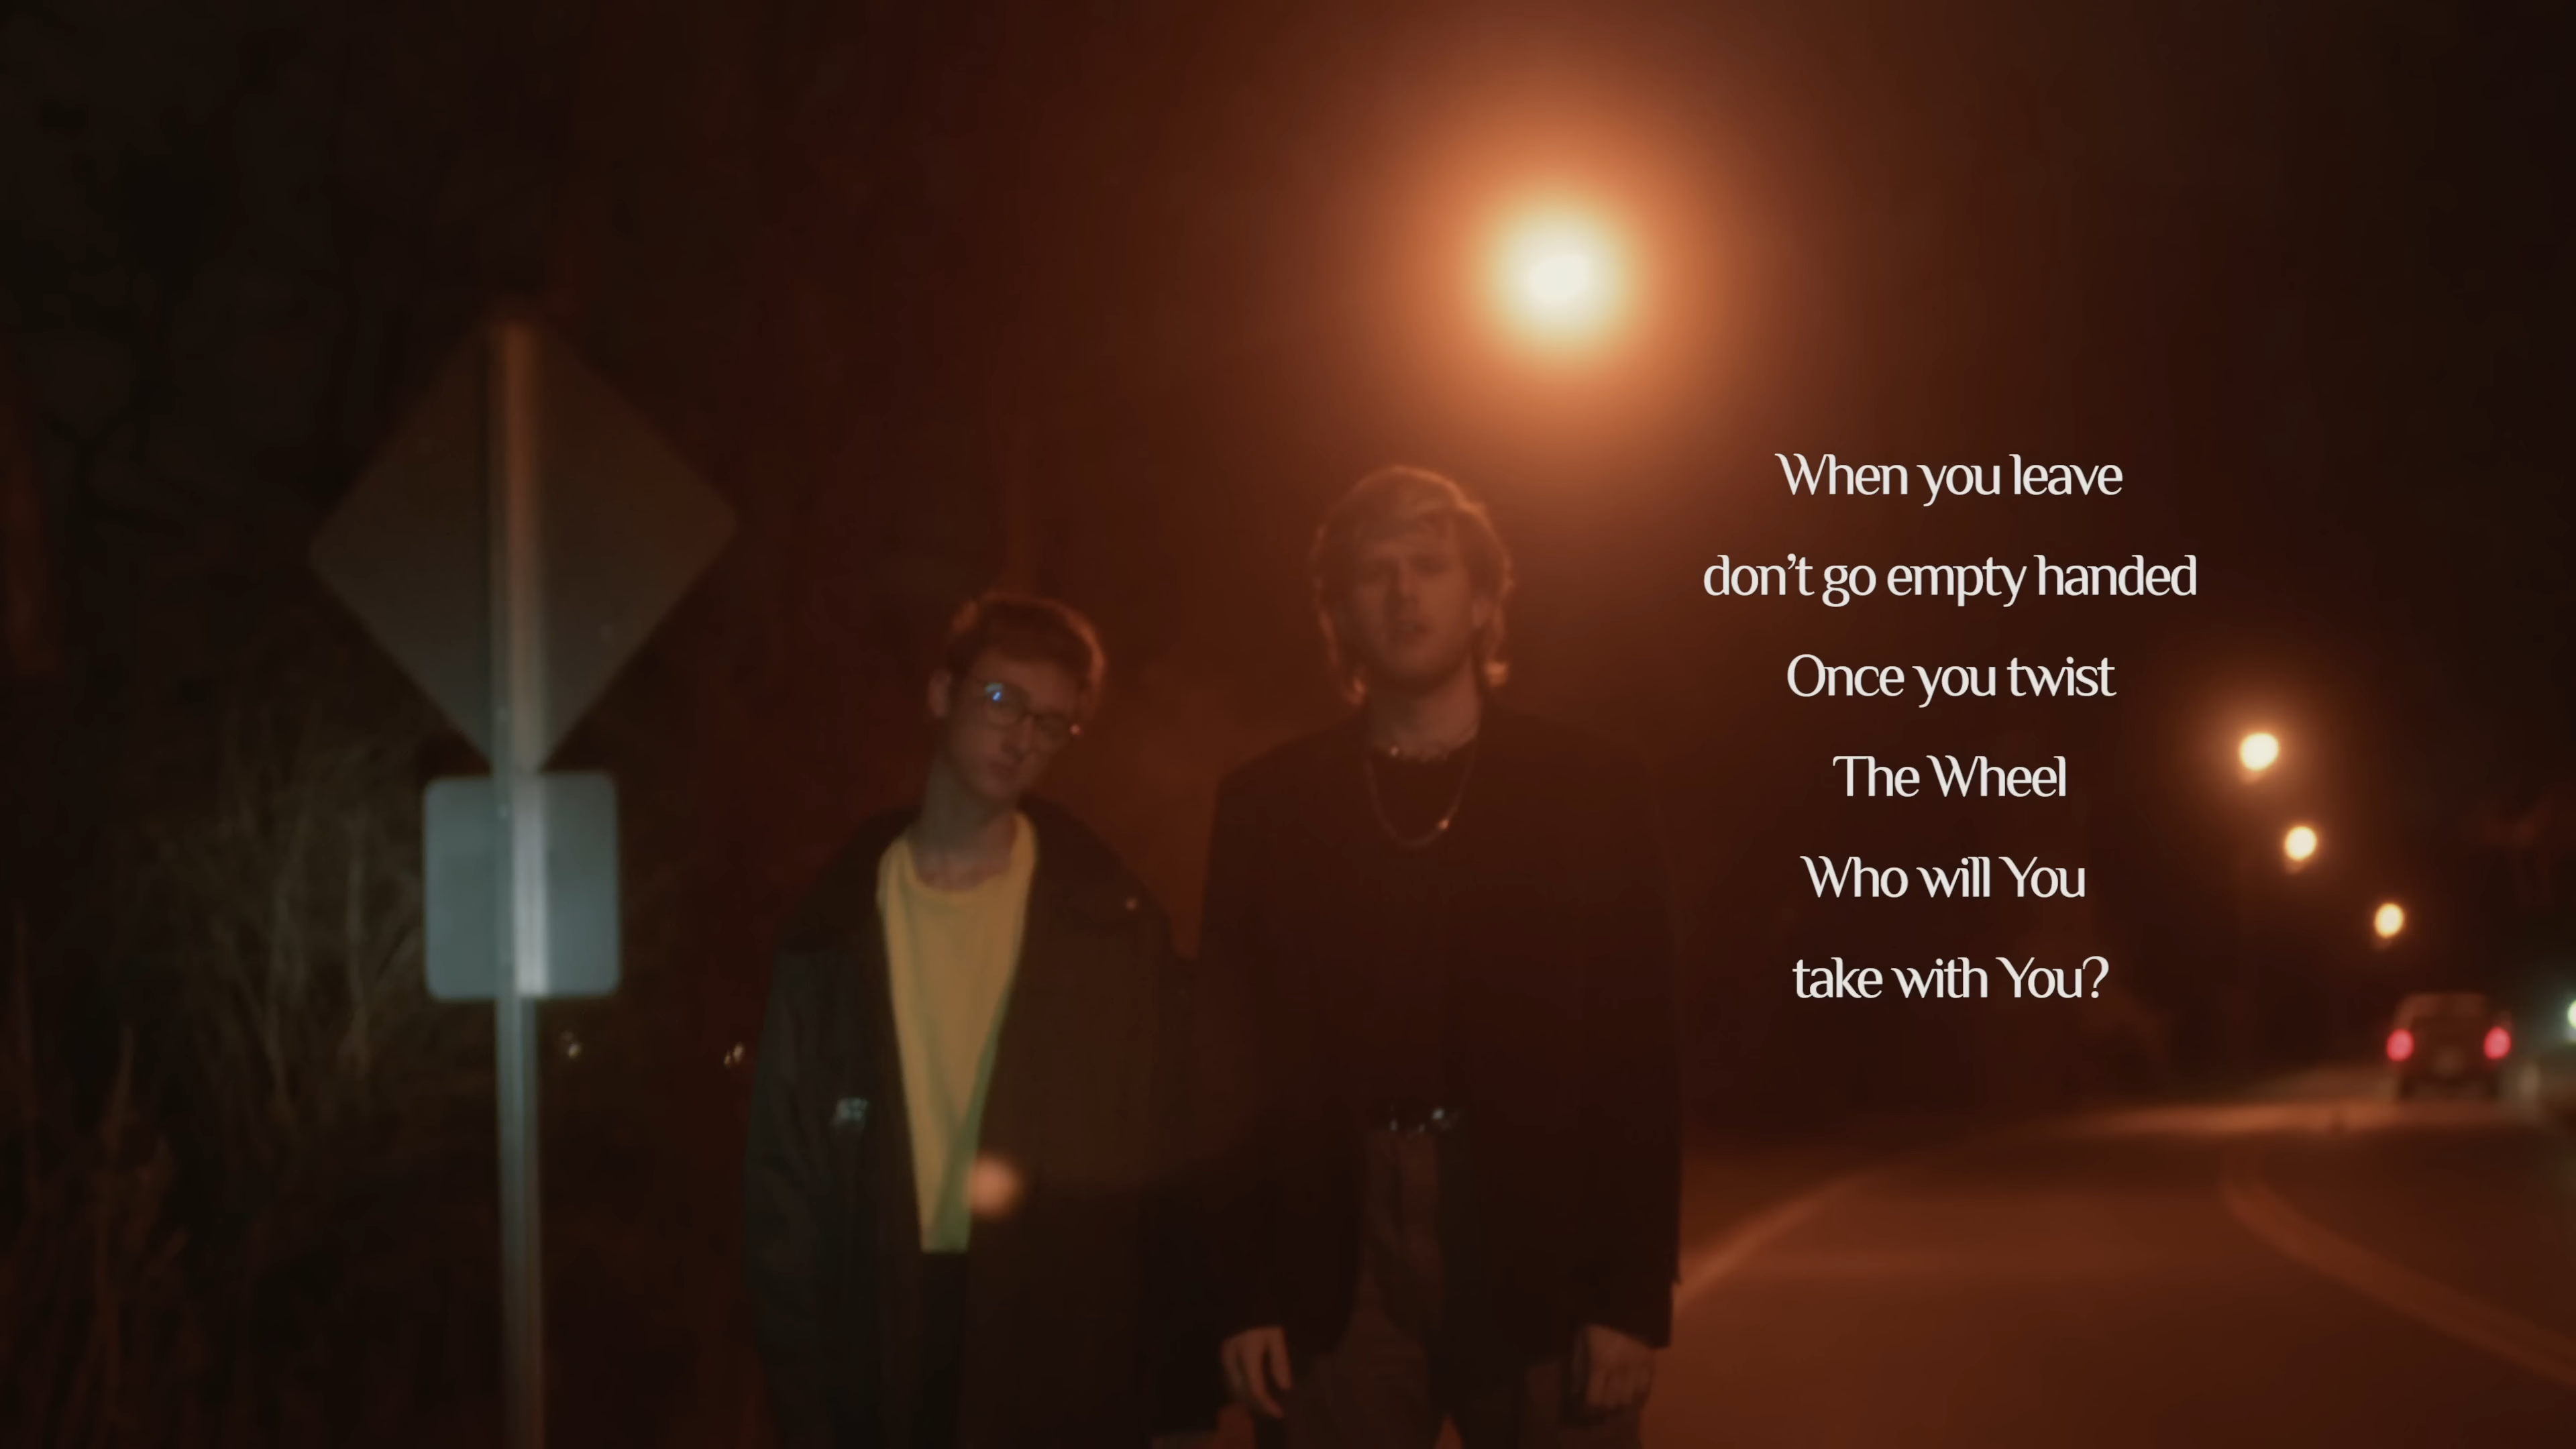 When you leave
don't go empty handed
Once you twist
The Wheel
Who will You
take with You?